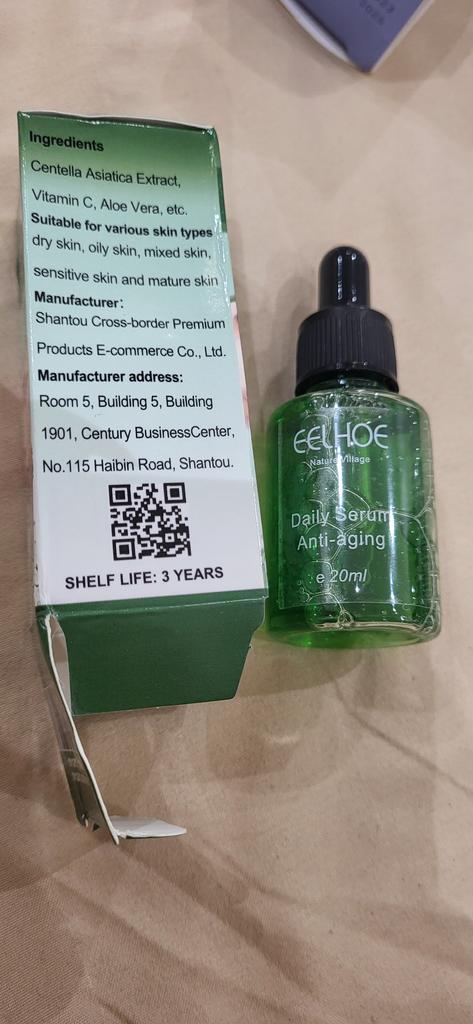 Ingredients
Centella Asiatica Extract,
Vitamin C, Aloe Vera, etc.
Suitable for various skin types
dry skin, oily skin, mixed skin,
sensitive skin and mature skin
Manufacturer:
Shantou Cross-border Premium
Products E-commerce Co., Ltd.
Manufacturer address:
Room 5, Building 5, Building
1901, Century BusinessCenter,
No.115 Haibin Road, Shantou.
SHELF LIFE: 3 YEARS
EELHOE
Nature Village
Daily Serum
Anti-aging
e 20ml